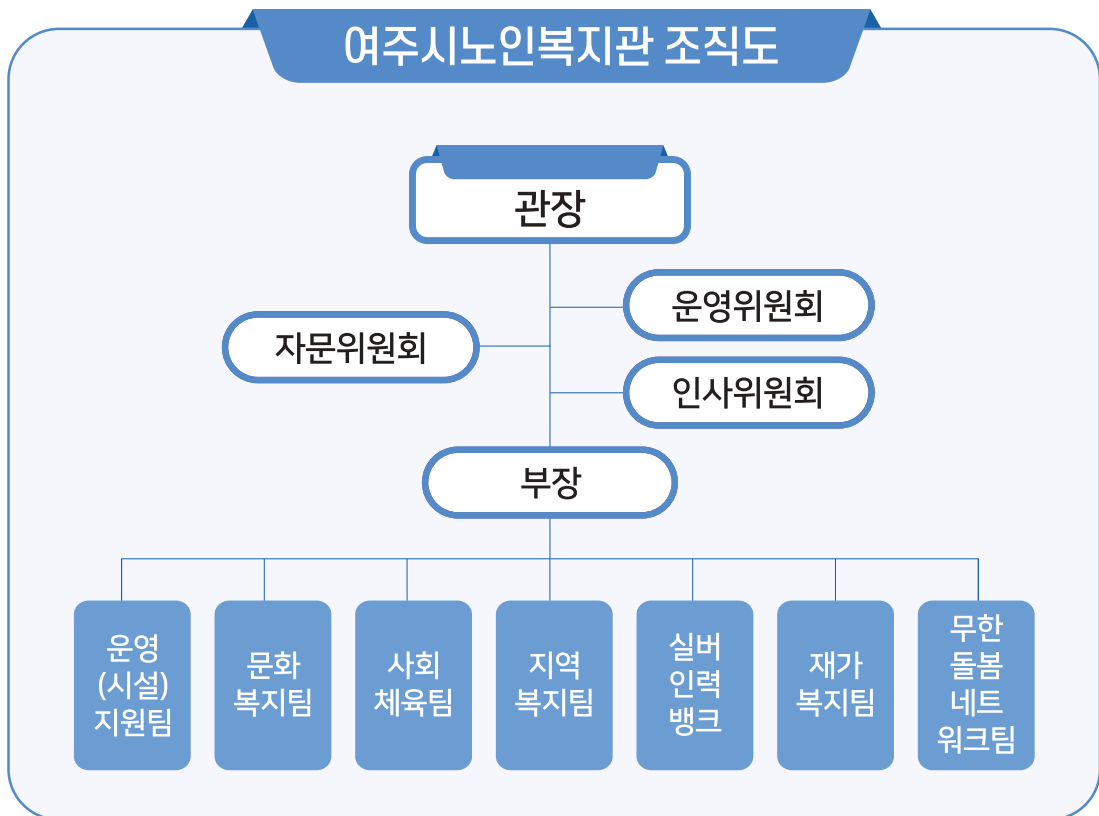 여주시노인복지관 조직도
관장
운영위원회
자문위원회
인사위원회
부장
운영
(시설)
지원팀
문화
복지팀
사회
체육팀
지역
복지팀
실버
인력
뱅크
재가
복지팀
무한
돌봄
네트
워크팀